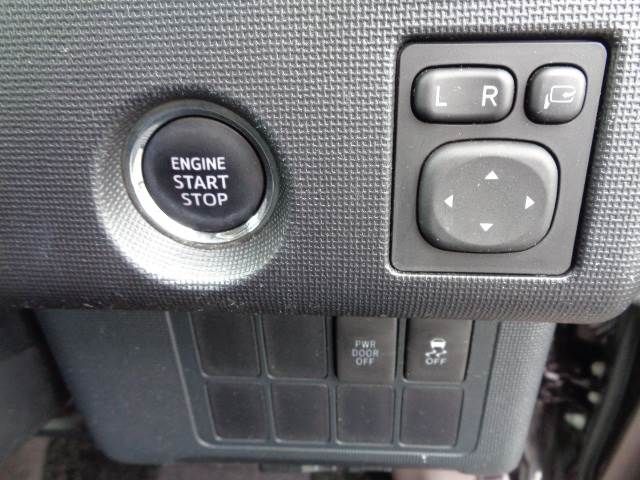 ENGINE
START
STOP
L R
PWR
DOOR
OFF
OFF